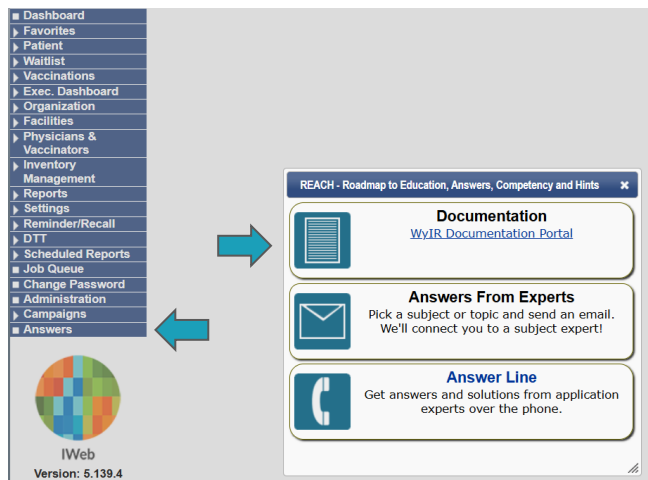 Dashboard
Favorites
Patient
Waitlist
Vaccinations
Exec. Dashboard
Organization
Facilities
Physicians &
Vaccinators
Inventory
Management
Reports
Settings
Reminder/Recall
DTT
Scheduled Reports
Job Queue
Change Password
Administration
Campaigns
Answers
IWeb
Version: 5.139.4
REACH - Roadmap to Education, Answers, Competency and Hints
Documentation
WyIR Documentation Portal
Answers From Experts
Pick a subject or topic and send an email.
We'll connect you to a subject expert!
Answer Line
Get answers and solutions from application
experts over the phone.